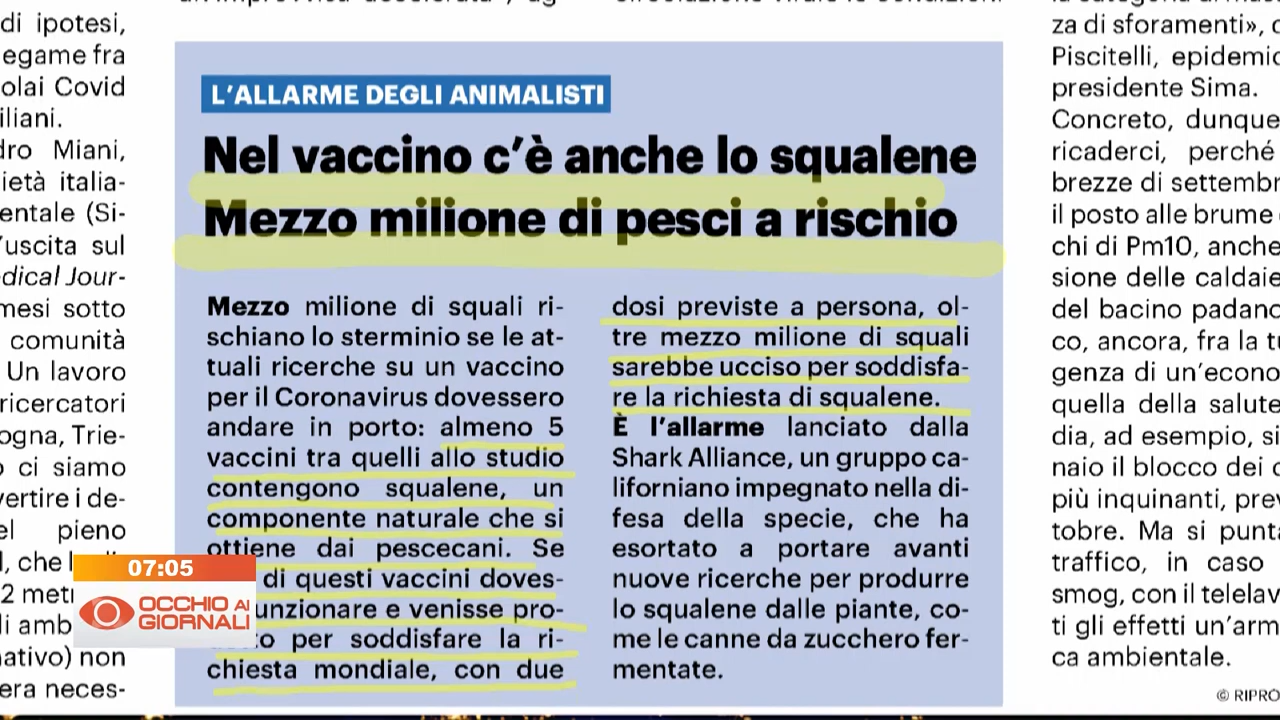 di ipotesi,
egame fra
olai Covid
iliani.
dro Miani,
ietà italia-
entale (Si-
'uscita sul
dical Jour-
mesi sotto
comunità
Un lavoro
ricercatori
ogna, Trie-
o ci siamo
vertire i de-
el pieno
, che l
2 metr
li amb
nativo) non
era neces-
L'ALLARME DEGLI ANIMALISTI
Nel vaccino c'è anche lo squalene
Mezzo milione di pesci a rischio
Mezzo milione di squali ri-
schiano lo sterminio se le at-
tuali ricerche su un vaccino
per il Coronavirus dovessero
andare in porto: almeno 5
vaccini tra quelli allo studio
contengono squalene, un
componente naturale che si
ottiene dai pescecani. Se
di questi vaccini doves-
unzionare e venisse pro-
to per soddisfare la ri-
chiesta mondiale, con due
dosi previste a persona, ol-
tre mezzo milione di squali
sarebbe ucciso per soddisfa-
re la richiesta di squalene.
È l'allarme lanciato dalla
Shark Alliance, un gruppo ca-
liforniano impegnato nella di-
fesa della specie, che ha
esortato a portare avanti
nuove ricerche per produrre
lo squalene dalle piante, co-
me le canne da zucchero fer-
mentate.
za di sforamenti», c
Piscitelli, epidemic
presidente Sima.
Concreto, dunque
ricaderci, perché
brezze di settembr
il posto alle brume
chi di Pm10, anche
sione delle caldaie
del bacino padano
co, ancora, fra la tu
genza di un'econo
quella della salute
dia, ad esempio, si
naio il blocco dei c
più inquinanti, prev
tobre. Ma si punta
traffico, in caso
smog, con il telelav
ti gli effetti un'arm
ca ambientale.
© RIPRO
07:05
OCCHIO AI
GIORNALI